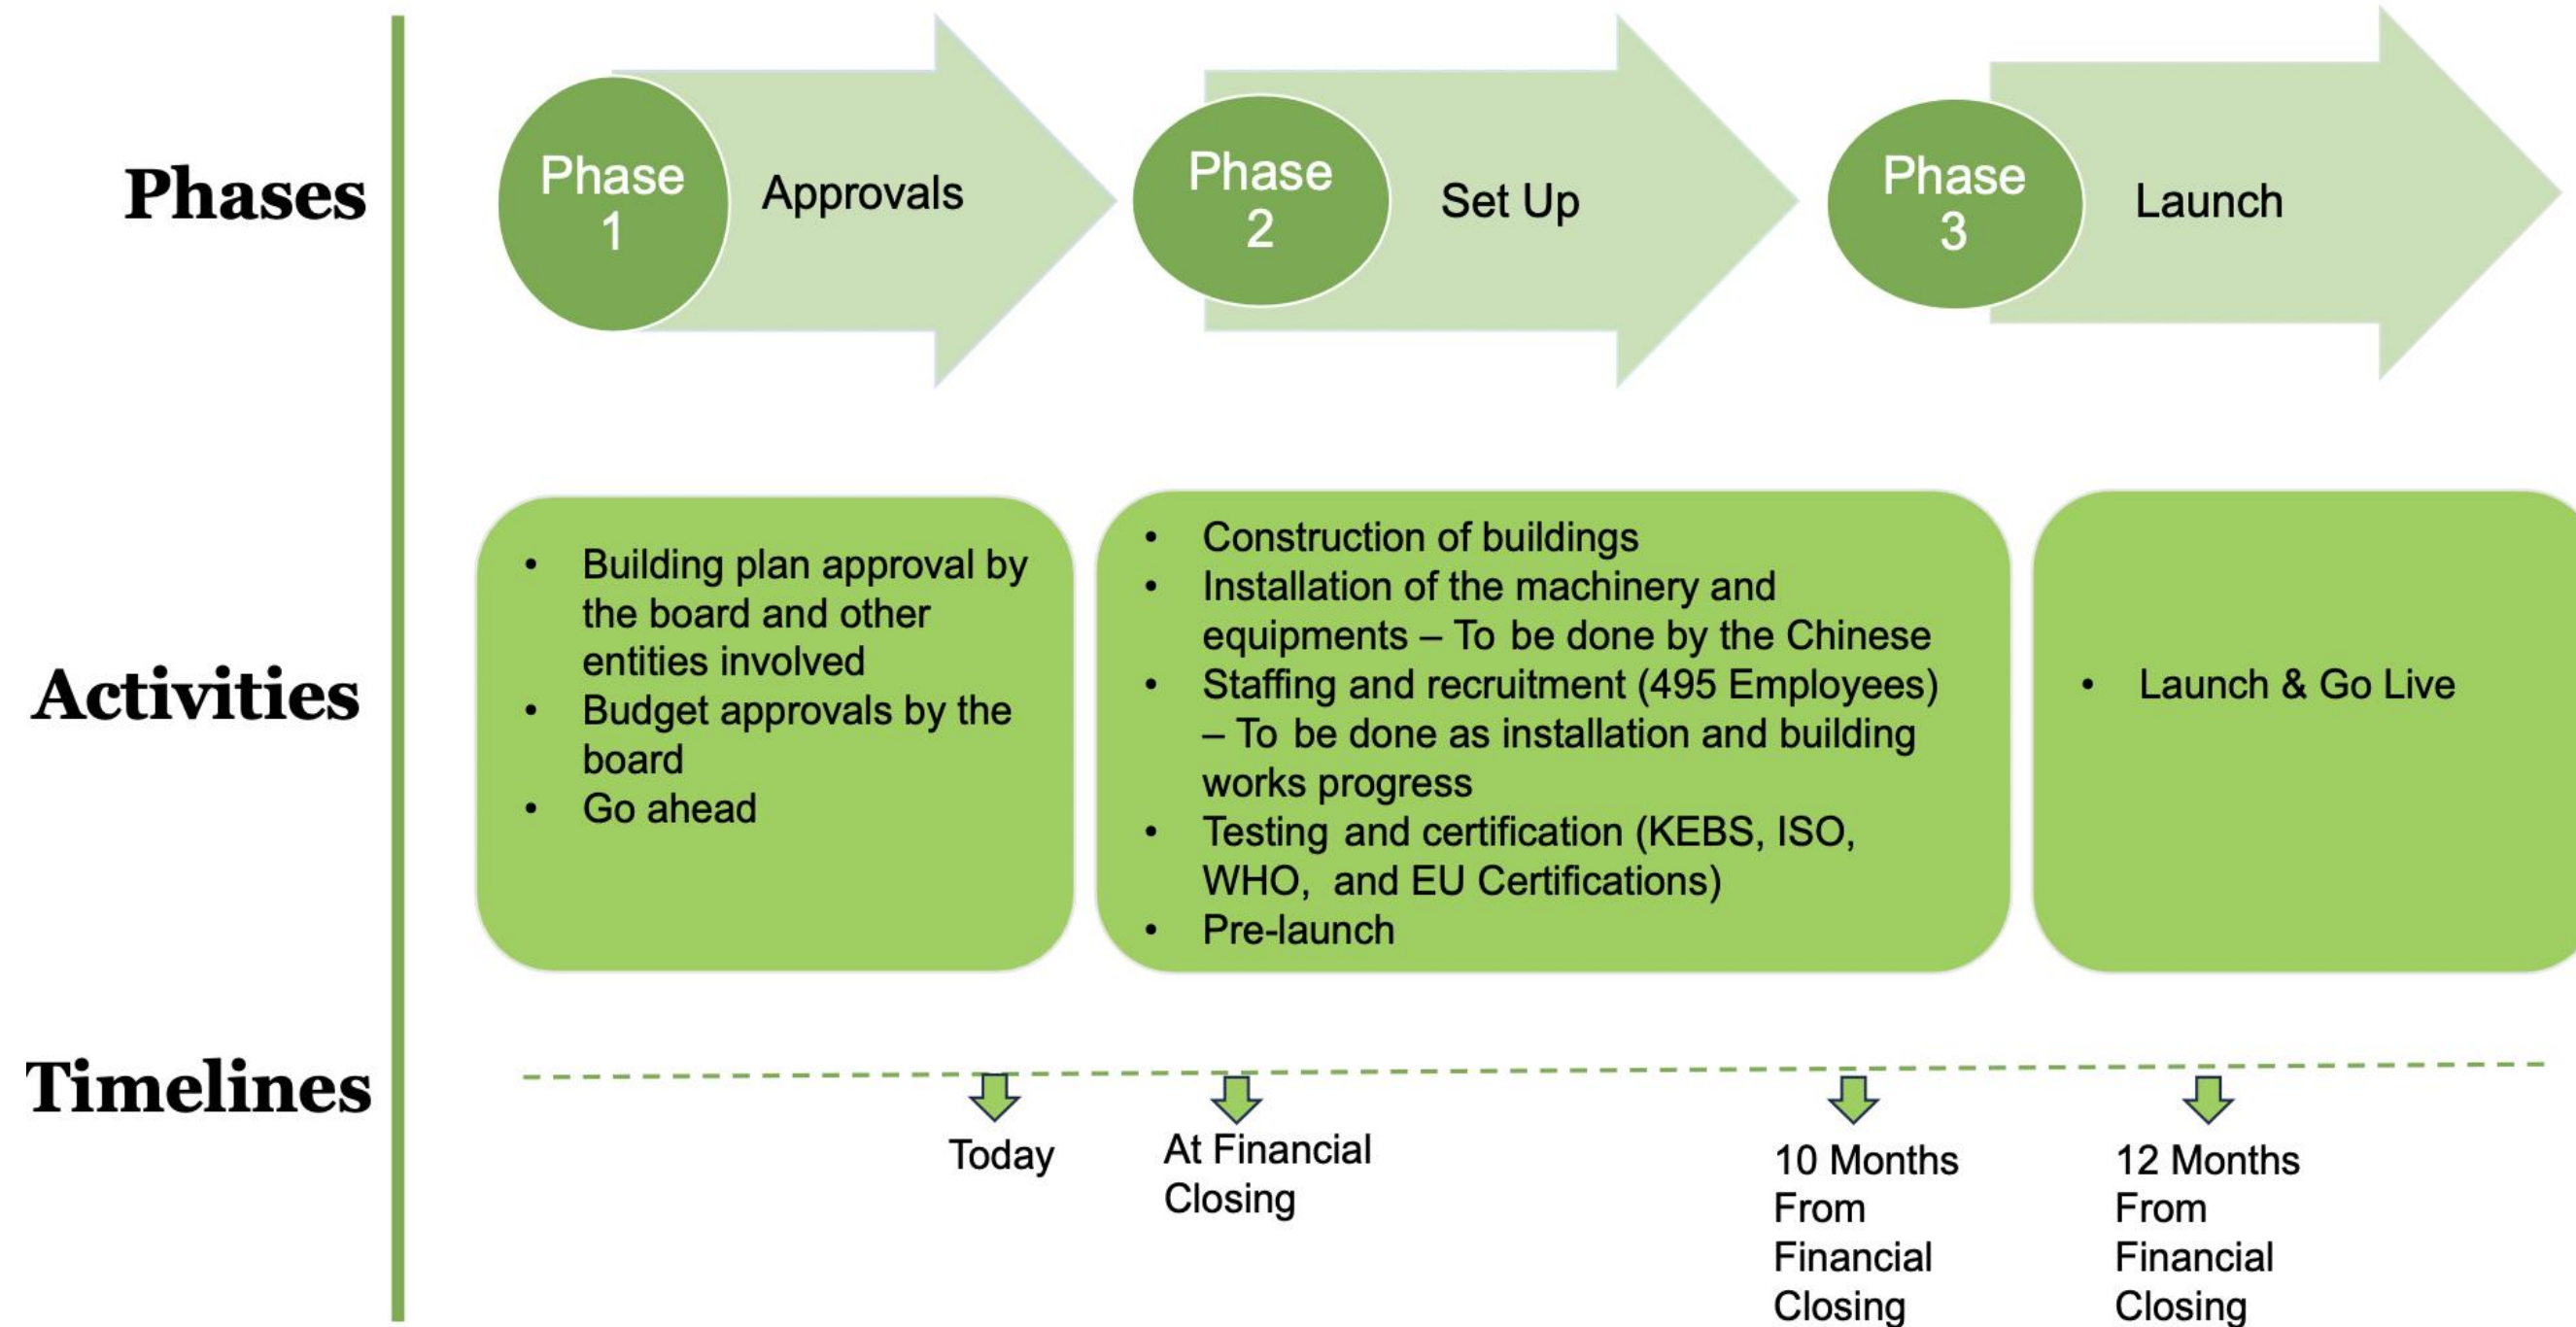 Phases
Phase
1
Approvals
Phase
2
Set Up
Phase
3
Launch
Activities
• Building plan approval by
the board and other
entities involved
• Budget approvals by the
board
• Go ahead
• Construction of buildings
• Installation of the machinery and
equipments – To be done by the Chinese
• Staffing and recruitment (495 Employees)
– To be done as installation and building
works progress
• Testing and certification (KEBS, ISO,
WHO, and EU Certifications)
• Pre-launch
• Launch & Go Live
Timelines
Today
At Financial
Closing
10 Months
From
Financial
Closing
12 Months
From
Financial
Closing